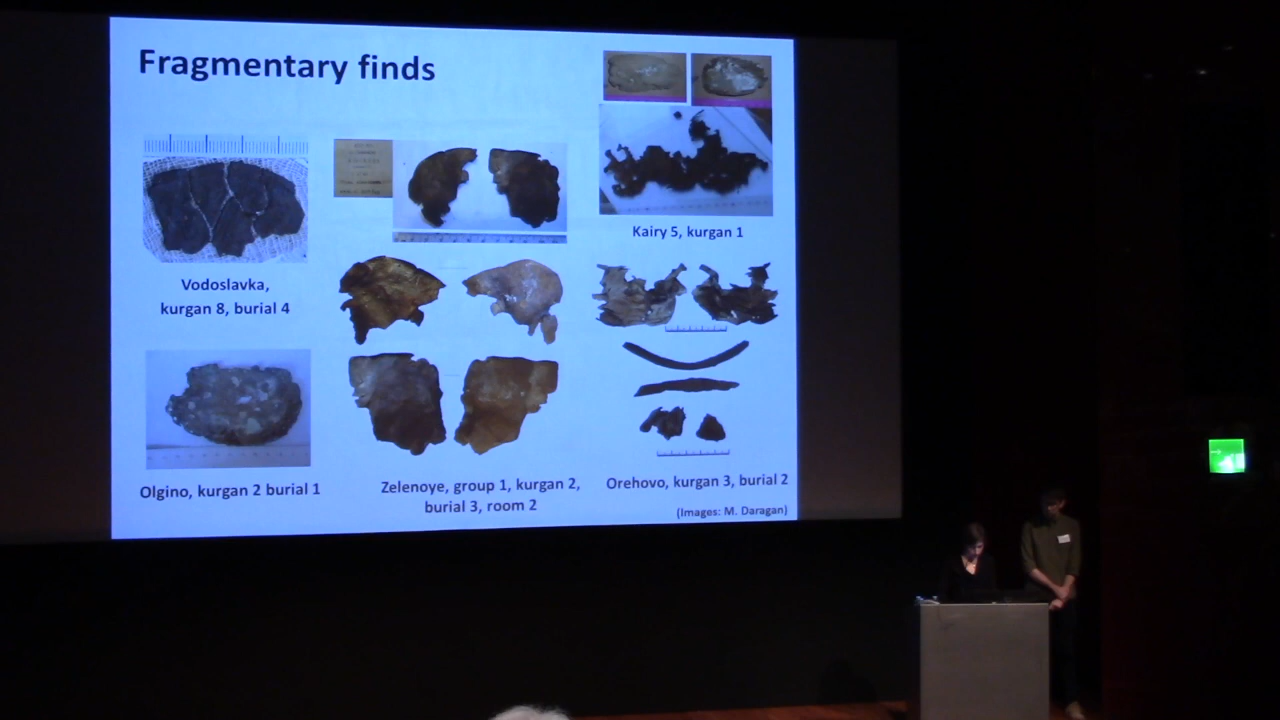 Fragmentary finds
Kairy 5, kurgan 1
Vodoslavka,
kurgan 8, burial 4
Olgino, kurgan 2 burial 1
Zelenoye, group 1, kurgan 2,
burial 3, room 2
Orehovo, kurgan 3, burial 2
(Images: M. Daragan)